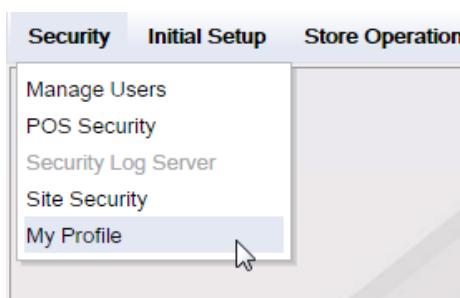 Security Initial Setup Store Operation
Manage Users
POS Security
Security Log Server
Site Security
My Profile